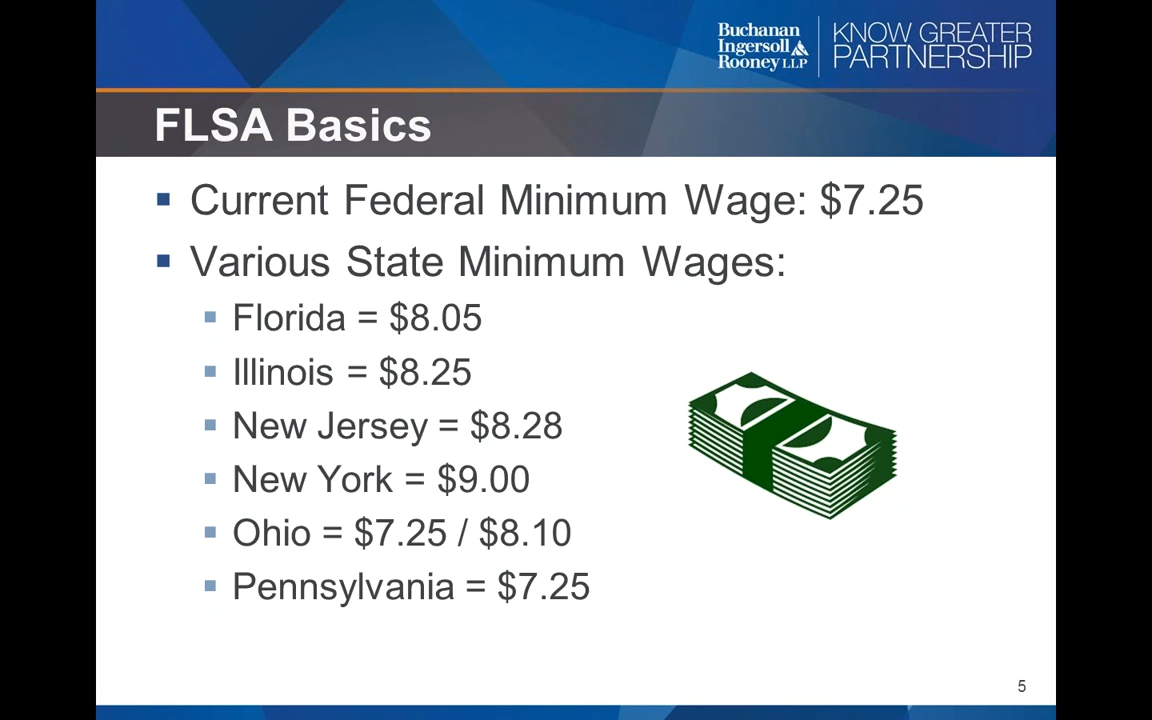 Buchanan
Ingersoll
Rooney LLP
KNOW GREATER
PARTNERSHIP
FLSA Basics
Current Federal Minimum Wage: $7.25
Various State Minimum Wages:
Florida = $8.05
Illinois = $8.25
New Jersey = $8.28
New York = $9.00
Ohio = $7.25 / $8.10
Pennsylvania = $7.25
5